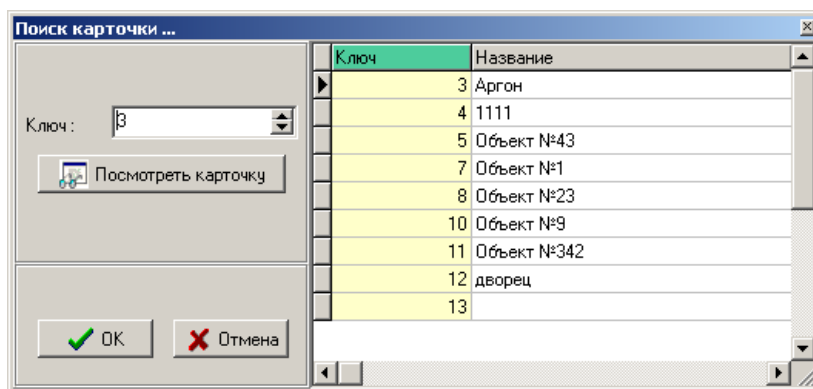 Поиск карточки ...
Ключ :
3
Посмотреть карточку
OK
Отмена
Ключ Название
3 Аргон
4 1111
5 Объект №43
7 Объект №1
8 Объект №23
10 Объект №9
11 Объект №342
12 дворец
13